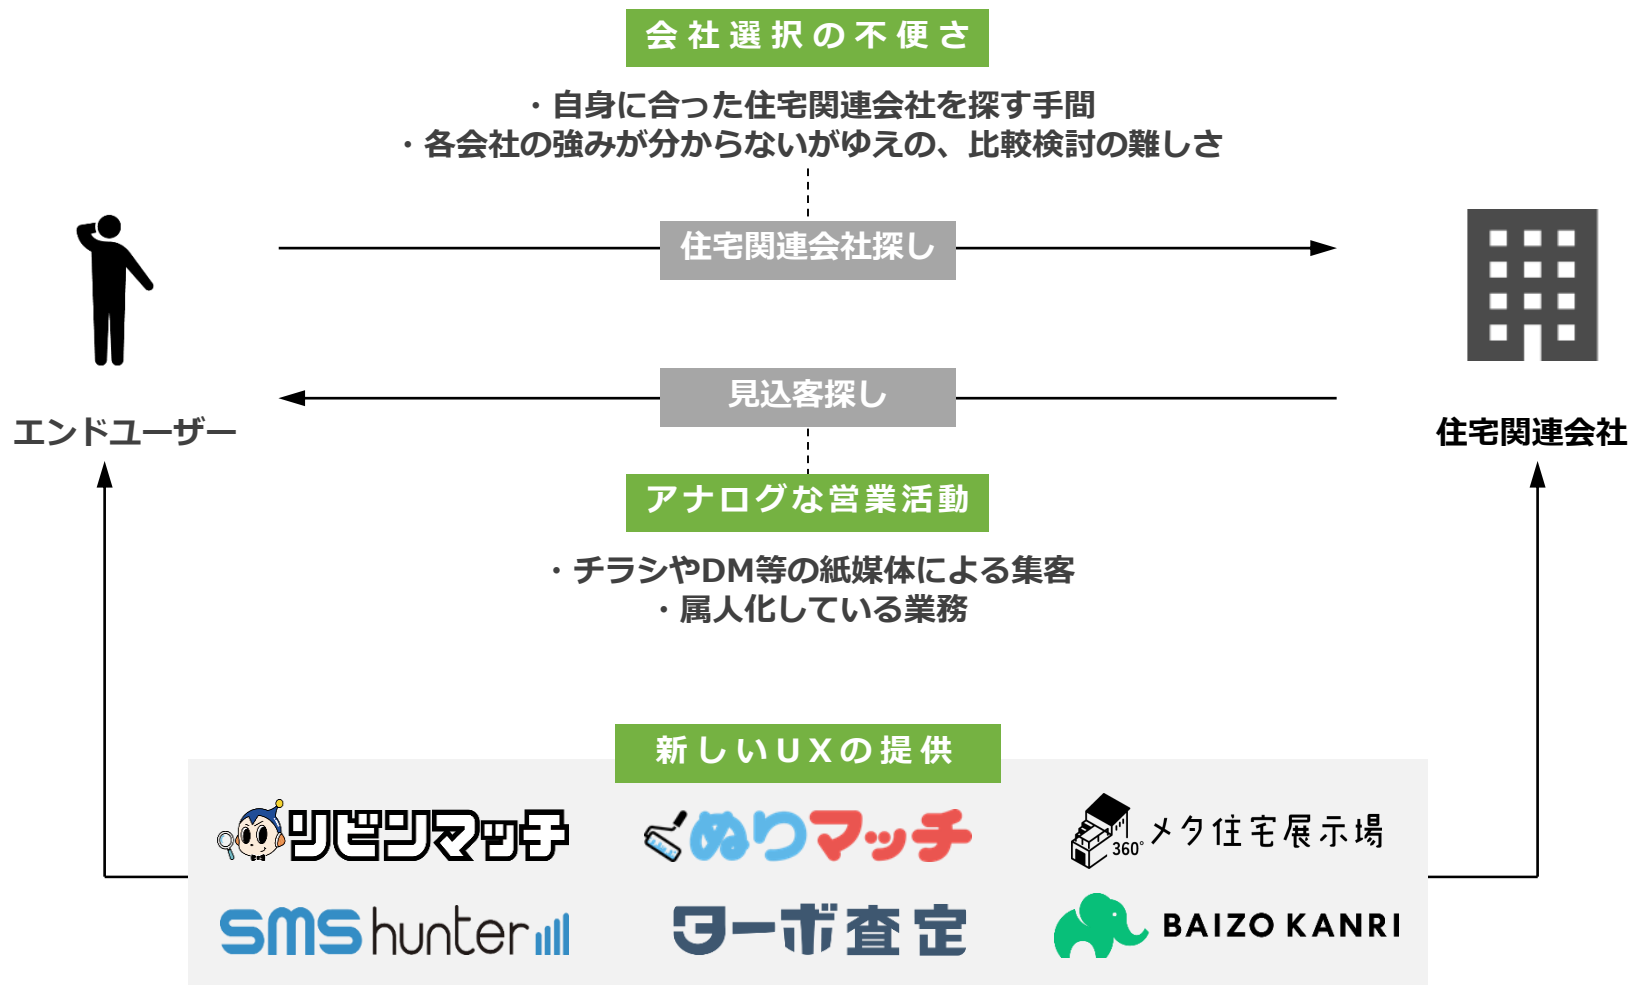 会社選択の不便さ
・自身に合った住宅関連会社を探す手間
・各会社の強みが分からないがゆえの、比較検討の難しさ
住宅関連会社探し
見込客探し
エンドユーザー
住宅関連会社
アナログな営業活動
・チラシやDM等の紙媒体による集客
・属人化している業務
新しいUXの提供
リビンマッチ
ぬりマッチ
360°メタ住宅展示場
SMS hunter
ターボ査定
BAIZO KANRI